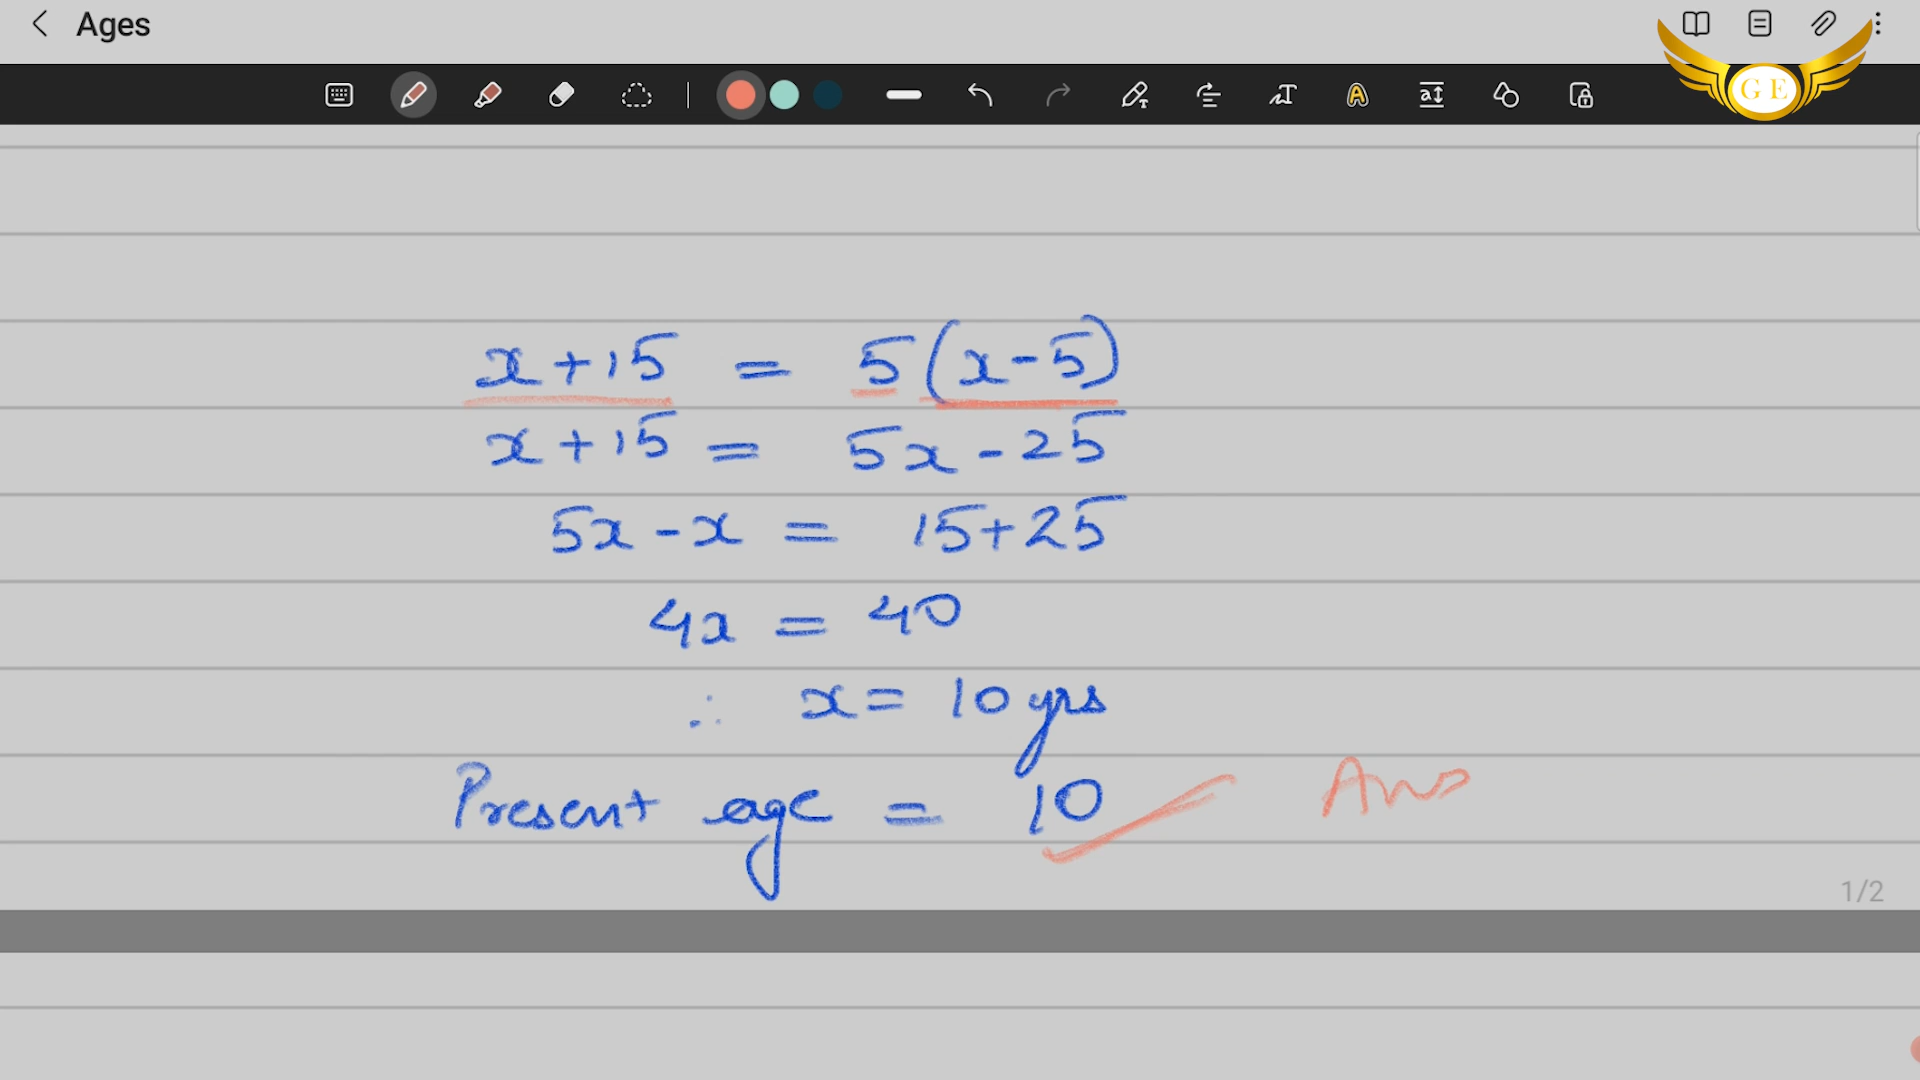 Ages
G E
x + 15 = 5(x - 5)
x + 15 = 5x - 25
5x - x = 15 + 25
4x = 40
∴ x = 10 yrs
Present age = 10 Ans
1/2